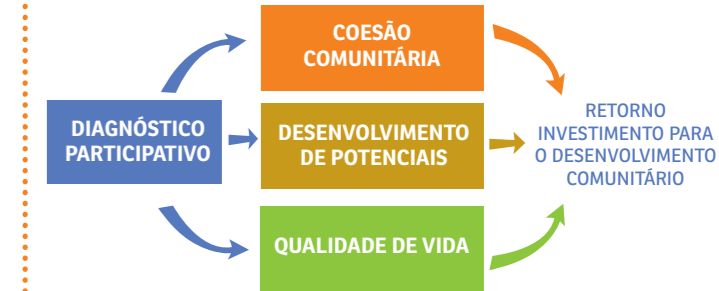 DIAGNÓSTICO
PARTICIPATIVO
COESÃO
COMUNITÁRIA
DESENVOLVIMENTO
DE POTENCIAIS
QUALIDADE DE VIDA
RETORNO
INVESTIMENTO PARA
O DESENVOLVIMENTO
COMUNITÁRIO